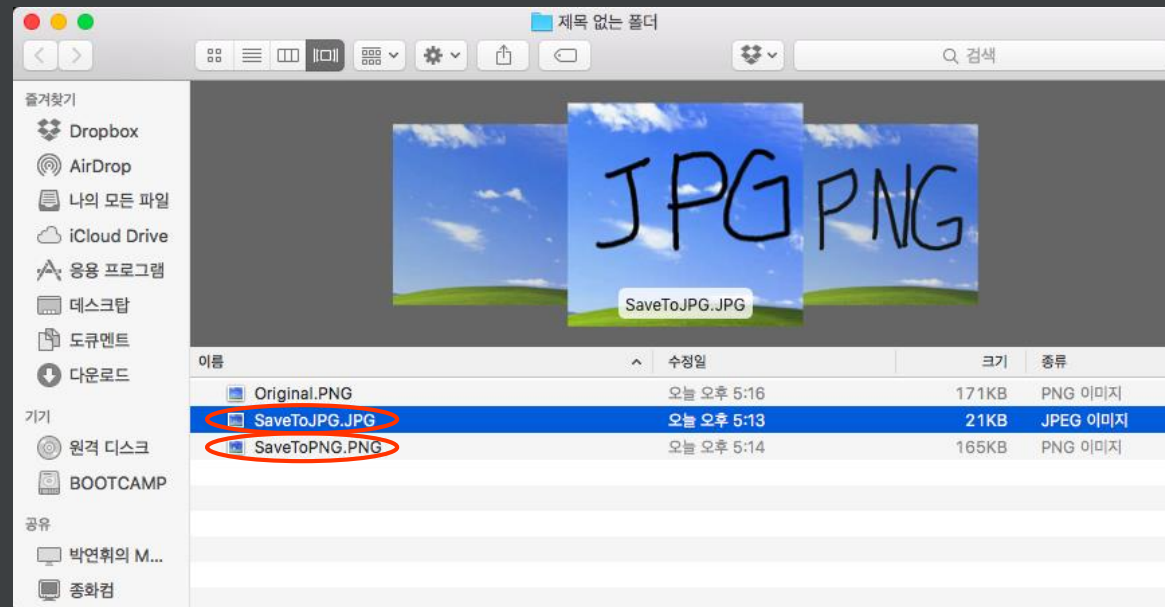 제목 없는 폴더
검색
즐겨찾기
Dropbox
AirDrop
나의 모든 파일
iCloud Drive
응용 프로그램
데스크탑
도큐멘트
다운로드
기기
원격 디스크
BOOTCAMP
공유
박연휘의 M...
종화컴
JPG
PNG
SaveToJPG.JPG
이름 수정일 크기 종류
Original.PNG 오늘 오후 5:16 171KB PNG 이미지
SaveToJPG.JPG 오늘 오후 5:13 21KB JPEG 이미지
SaveToPNG.PNG 오늘 오후 5:14 165KB PNG 이미지